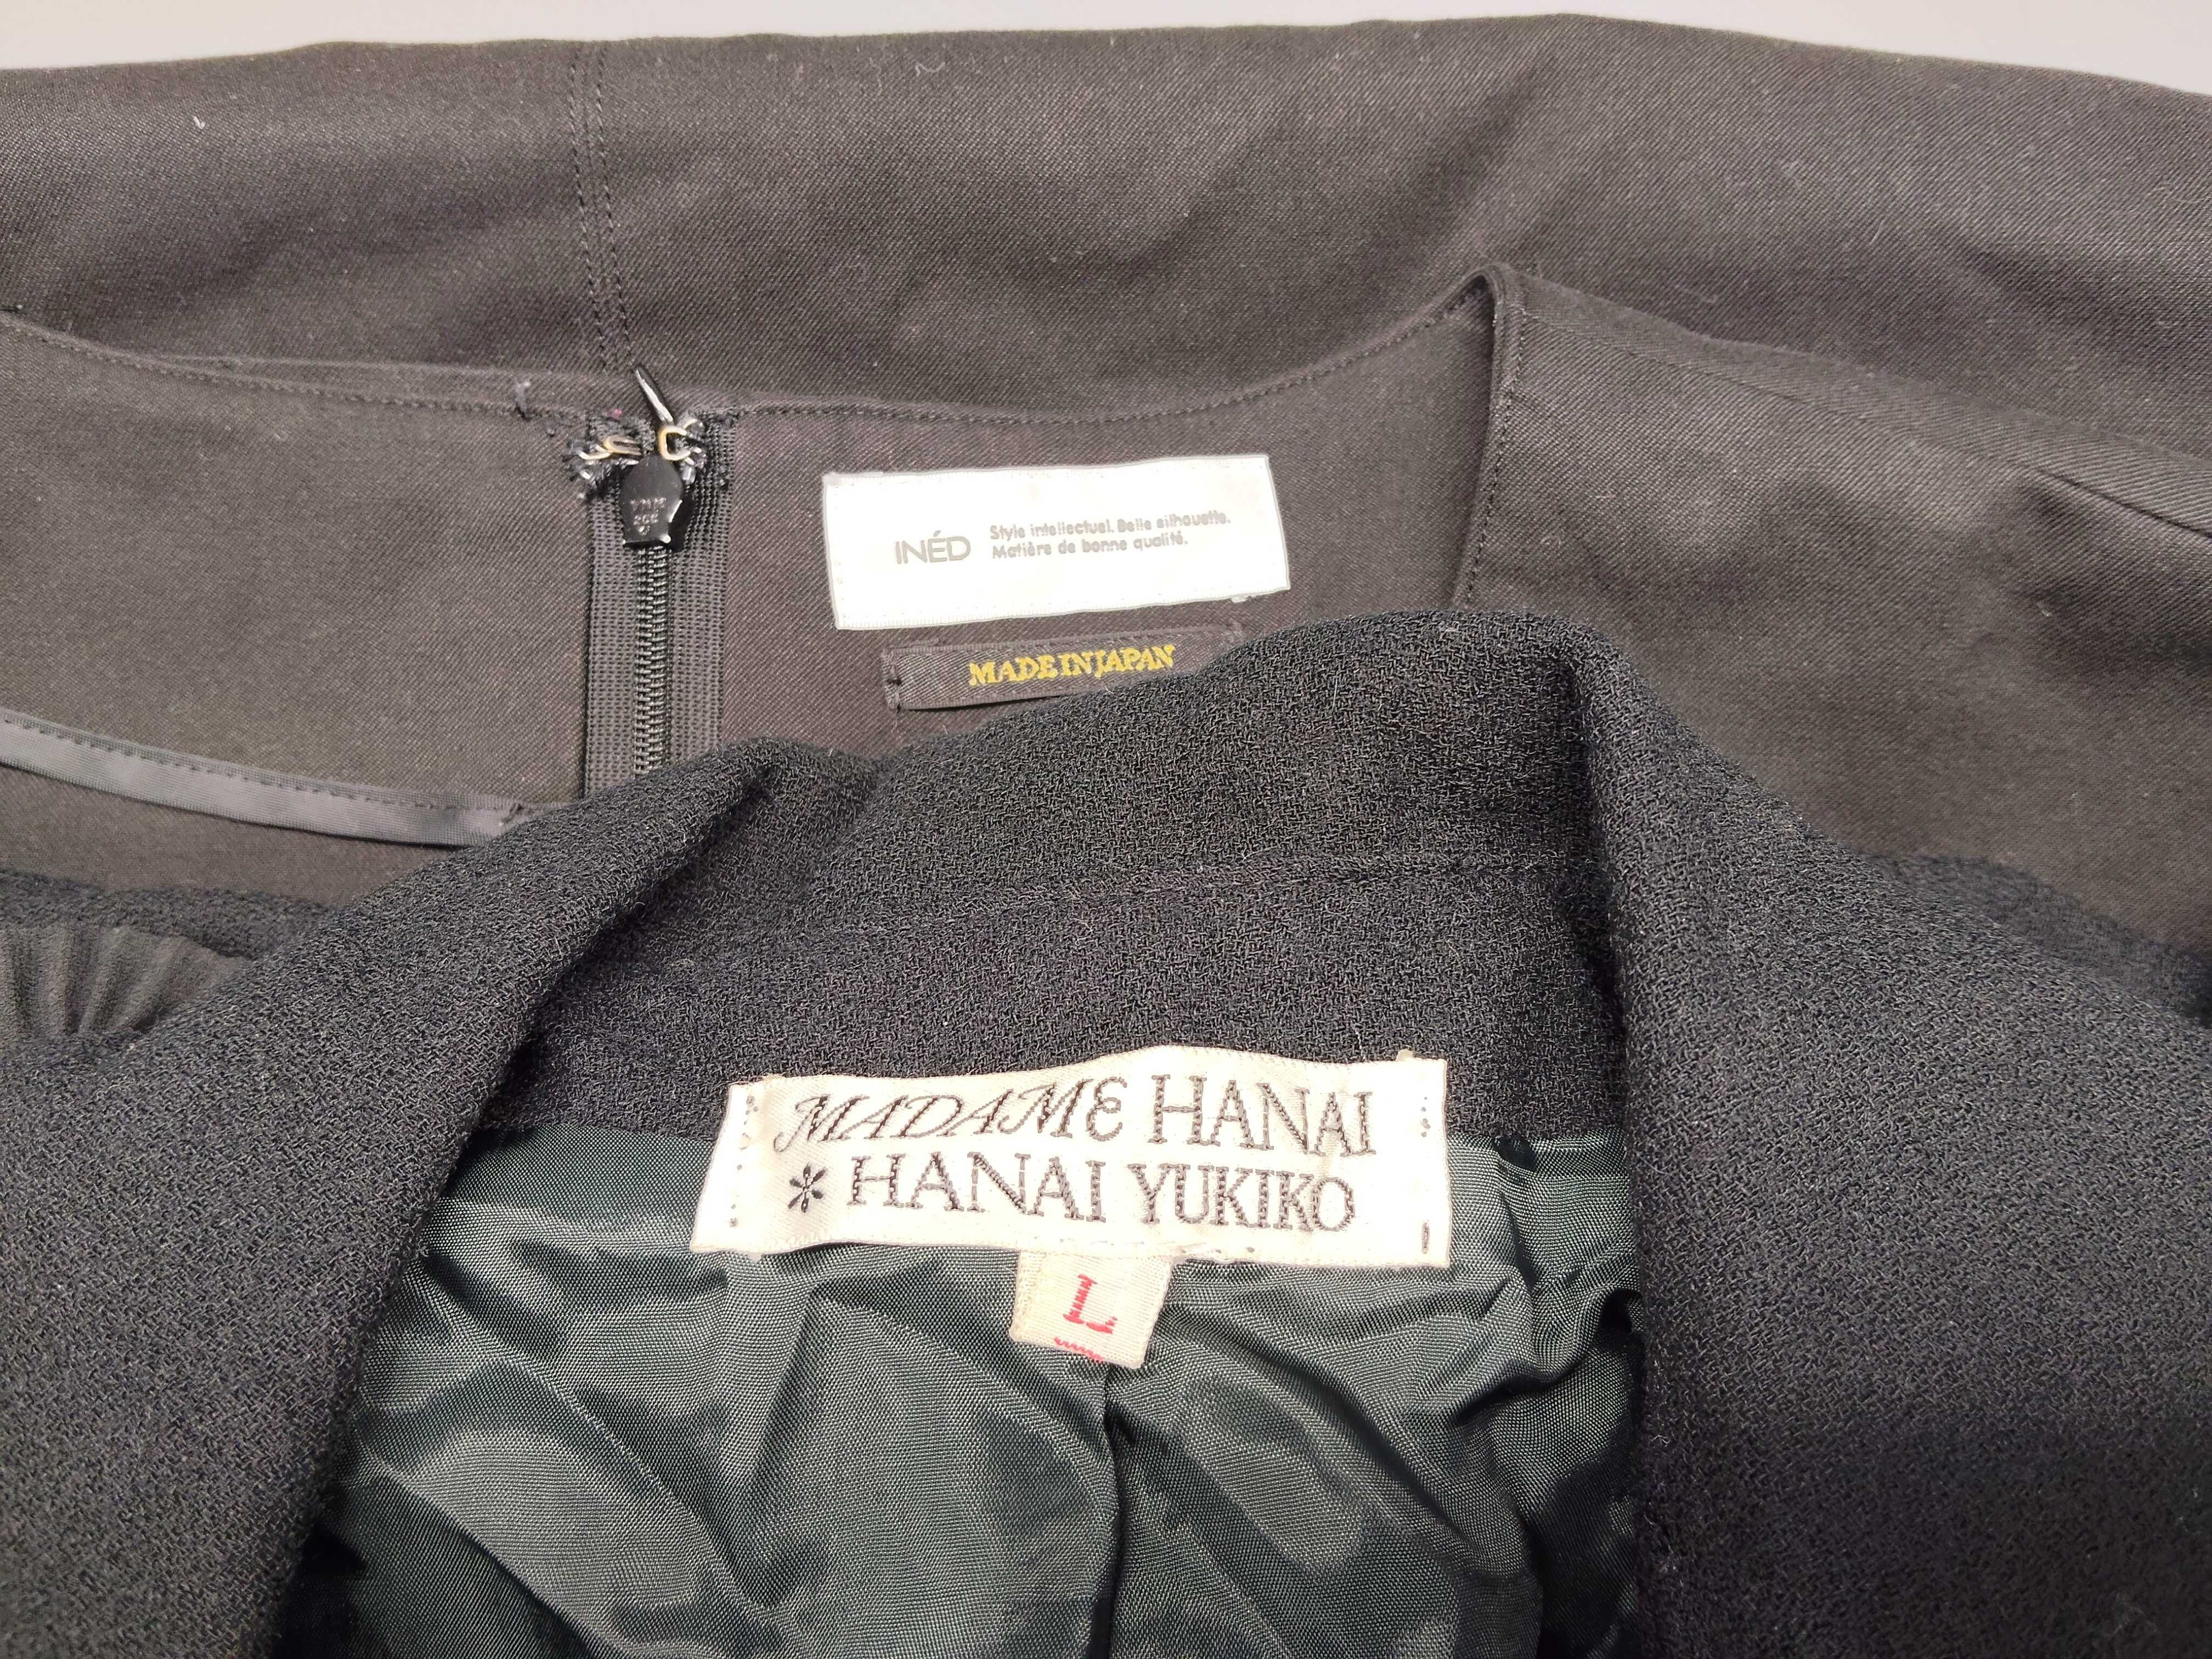 INÉD
Style intellectuel. Belle silhouette.
Matière de bonne qualité.
MADE IN JAPAN
MADAME HANAI
* HANAI YUKIKO
L